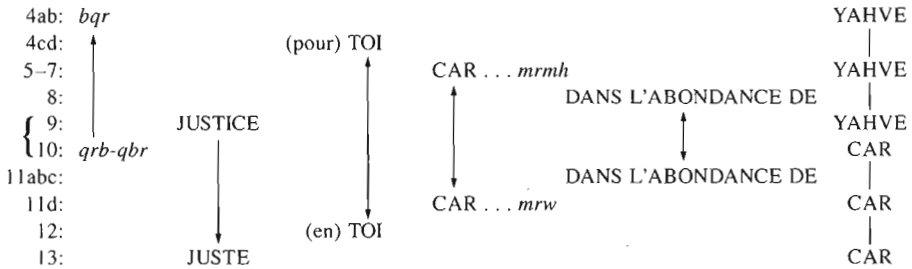 4ab: bqr YAHVE
4cd: (pour) TOI
5–7: CAR . . . mrmh YAHVE
8: DANS L'ABONDANCE DE
{ 9: JUSTICE YAHVE
10: qrb-qbr CAR
11abc: DANS L'ABONDANCE DE
11d: CAR . . . mrw CAR
12: (en) TOI
13: JUSTE CAR